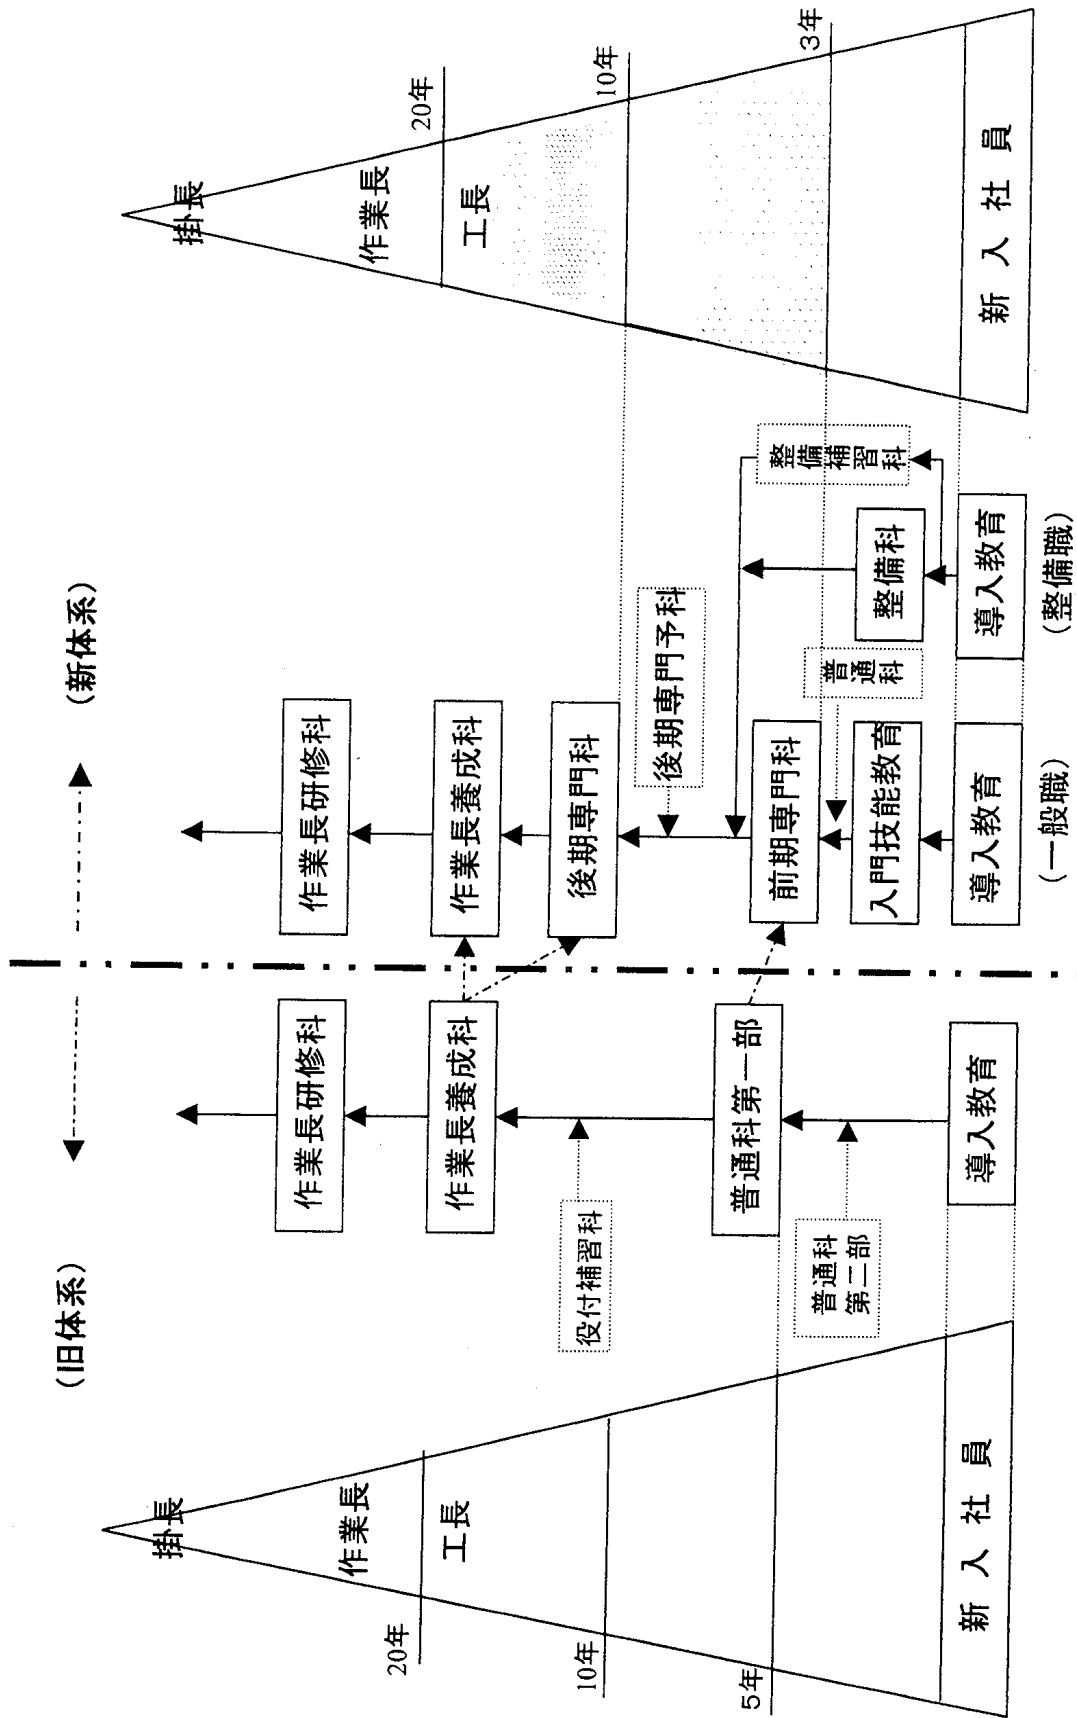 （旧体系）
（新体系）
掛長
作業長
20年
工長
10年
5年
新入社員
作業長研修科
作業長養成科
役付補習科
普通科第一部
普通科
第二部
導入教育
作業長研修科
作業長養成科
後期専門科
後期専門予科
前期専門科
普通科
入門技能教育
導入教育
（一般職）
整備補習科
整備科
導入教育
（整備職）
掛長
作業長
20年
工長
10年
3年
新入社員